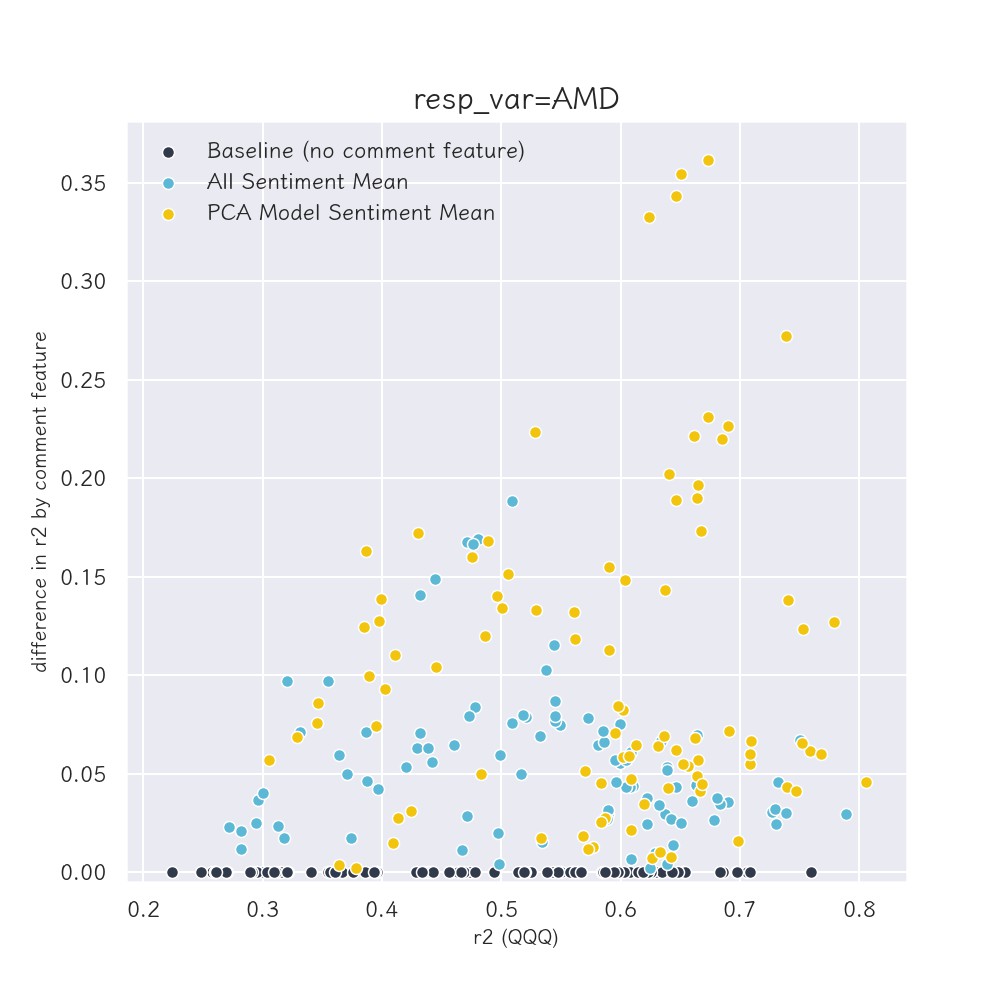 resp_var=AMD
Baseline (no comment feature)
All Sentiment Mean
PCA Model Sentiment Mean
0.35
0.30
0.25
0.20
0.15
0.10
0.05
0.00
difference in r2 by comment feature
0.2 0.3 0.4 0.5 0.6 0.7 0.8
r2 (QQQ)